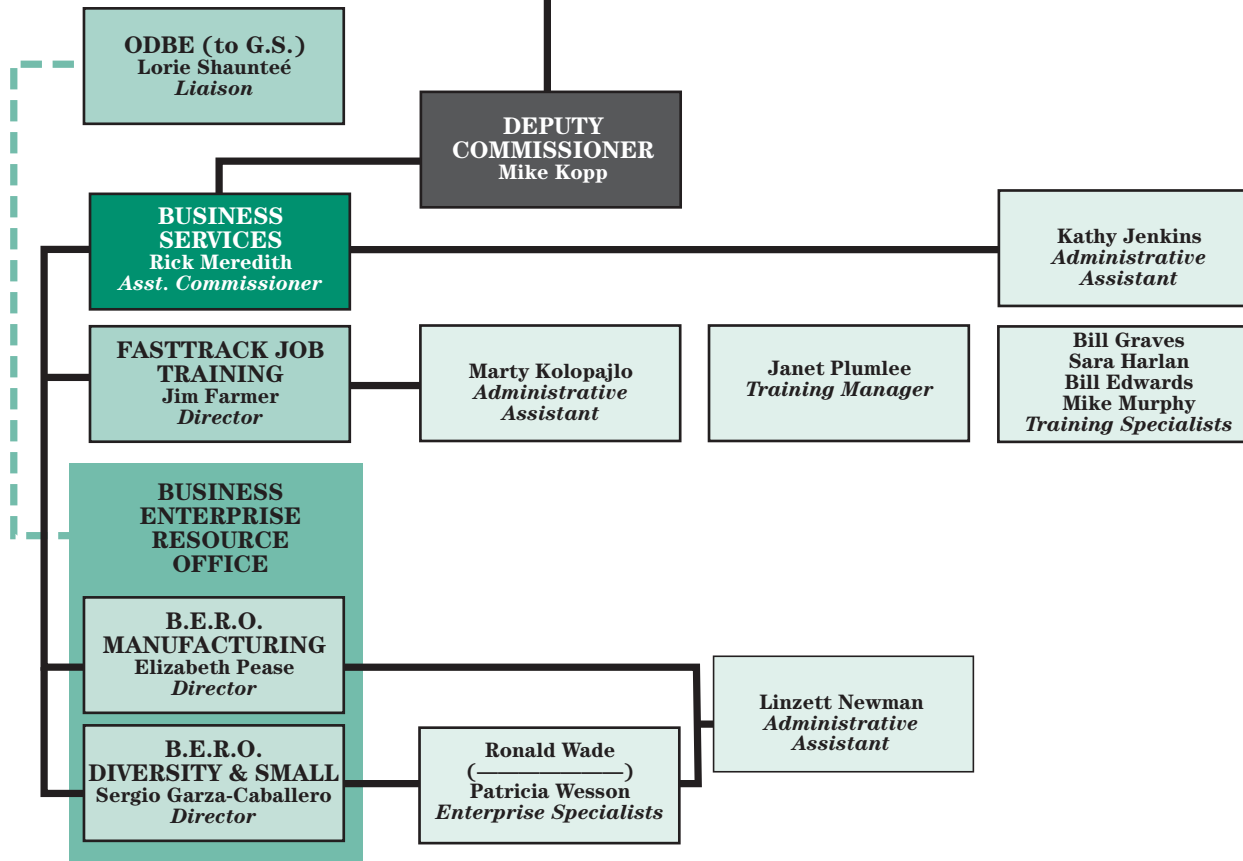 ODBE (to G.S.)
Lorie Shaunteé
Liaison
DEPUTY
COMMISSIONER
Mike Kopp
BUSINESS
SERVICES
Rick Meredith
Asst. Commissioner
Kathy Jenkins
Administrative
Assistant
FASTTRACK JOB
TRAINING
Jim Farmer
Director
Marty Kolopajlo
Administrative
Assistant
Janet Plumlee
Training Manager
Bill Graves
Sara Harlan
Bill Edwards
Mike Murphy
Training Specialists
BUSINESS
ENTERPRISE
RESOURCE
OFFICE
B.E.R.O.
MANUFACTURING
Elizabeth Pease
Director
Linzett Newman
Administrative
Assistant
B.E.R.O.
DIVERSITY & SMALL
Sergio Garza-Caballero
Director
Ronald Wade
(———————)
Patricia Wesson
Enterprise Specialists